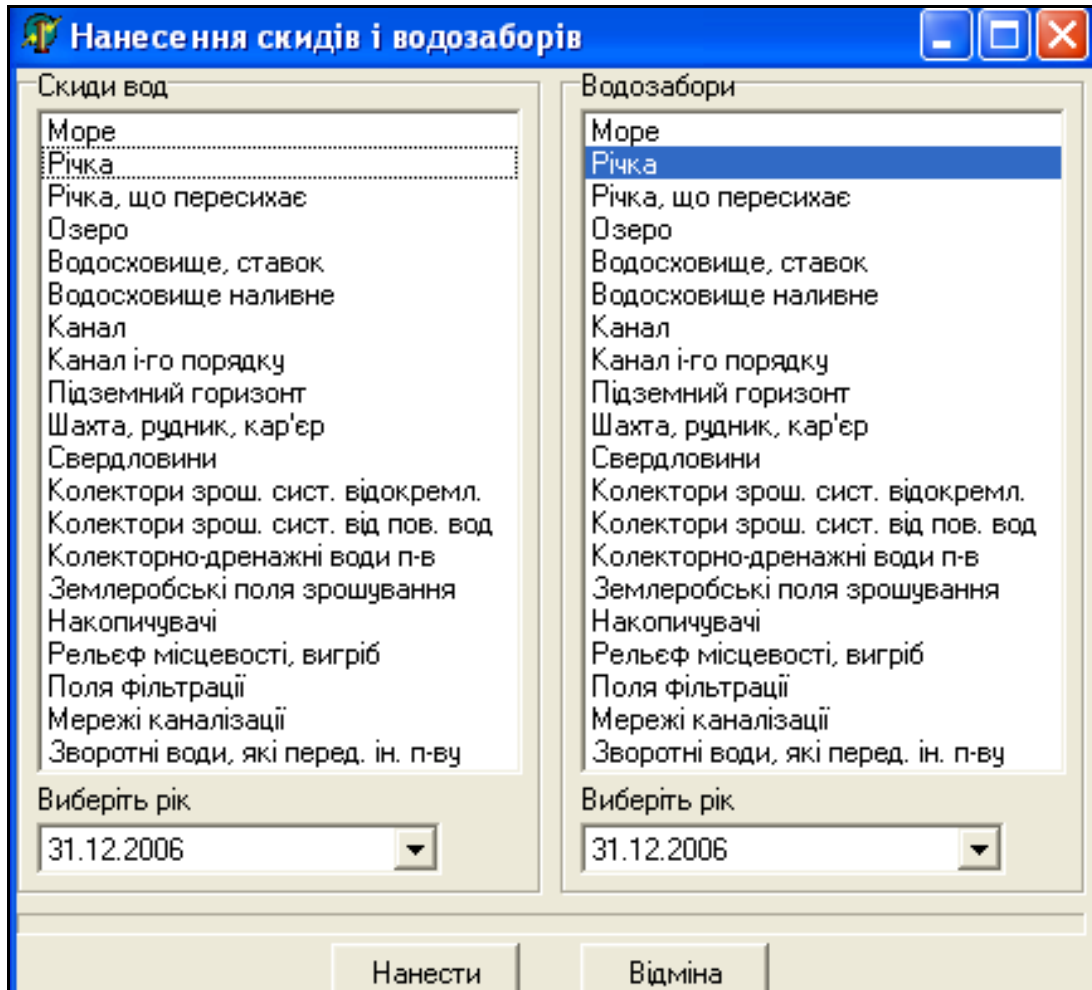 Нанесення скидів і водозаборів
Скиди вод
Море
Річка
Річка, що пересихає
Озеро
Водосховище, ставок
Водосховище наливне
Канал
Канал і-го порядку
Підземний горизонт
Шахта, рудник, кар'єр
Свердловини
Колектори зрош. сист. відокремл.
Колектори зрош. сист. від пов. вод
Колекторно-дренажні води п-в
Землеробські поля зрошування
Накопичувачі
Рельєф місцевості, вигріб
Поля фільтрації
Мережі каналізації
Зворотні води, які перед. ін. п-ву
Виберіть рік
31.12.2006
Водозабори
Море
Річка
Річка, що пересихає
Озеро
Водосховище, ставок
Водосховище наливне
Канал
Канал і-го порядку
Підземний горизонт
Шахта, рудник, кар'єр
Свердловини
Колектори зрош. сист. відокремл.
Колектори зрош. сист. від пов. вод
Колекторно-дренажні води п-в
Землеробські поля зрошування
Накопичувачі
Рельєф місцевості, вигріб
Поля фільтрації
Мережі каналізації
Зворотні води, які перед. ін. п-ву
Виберіть рік
31.12.2006
Нанести
Відміна